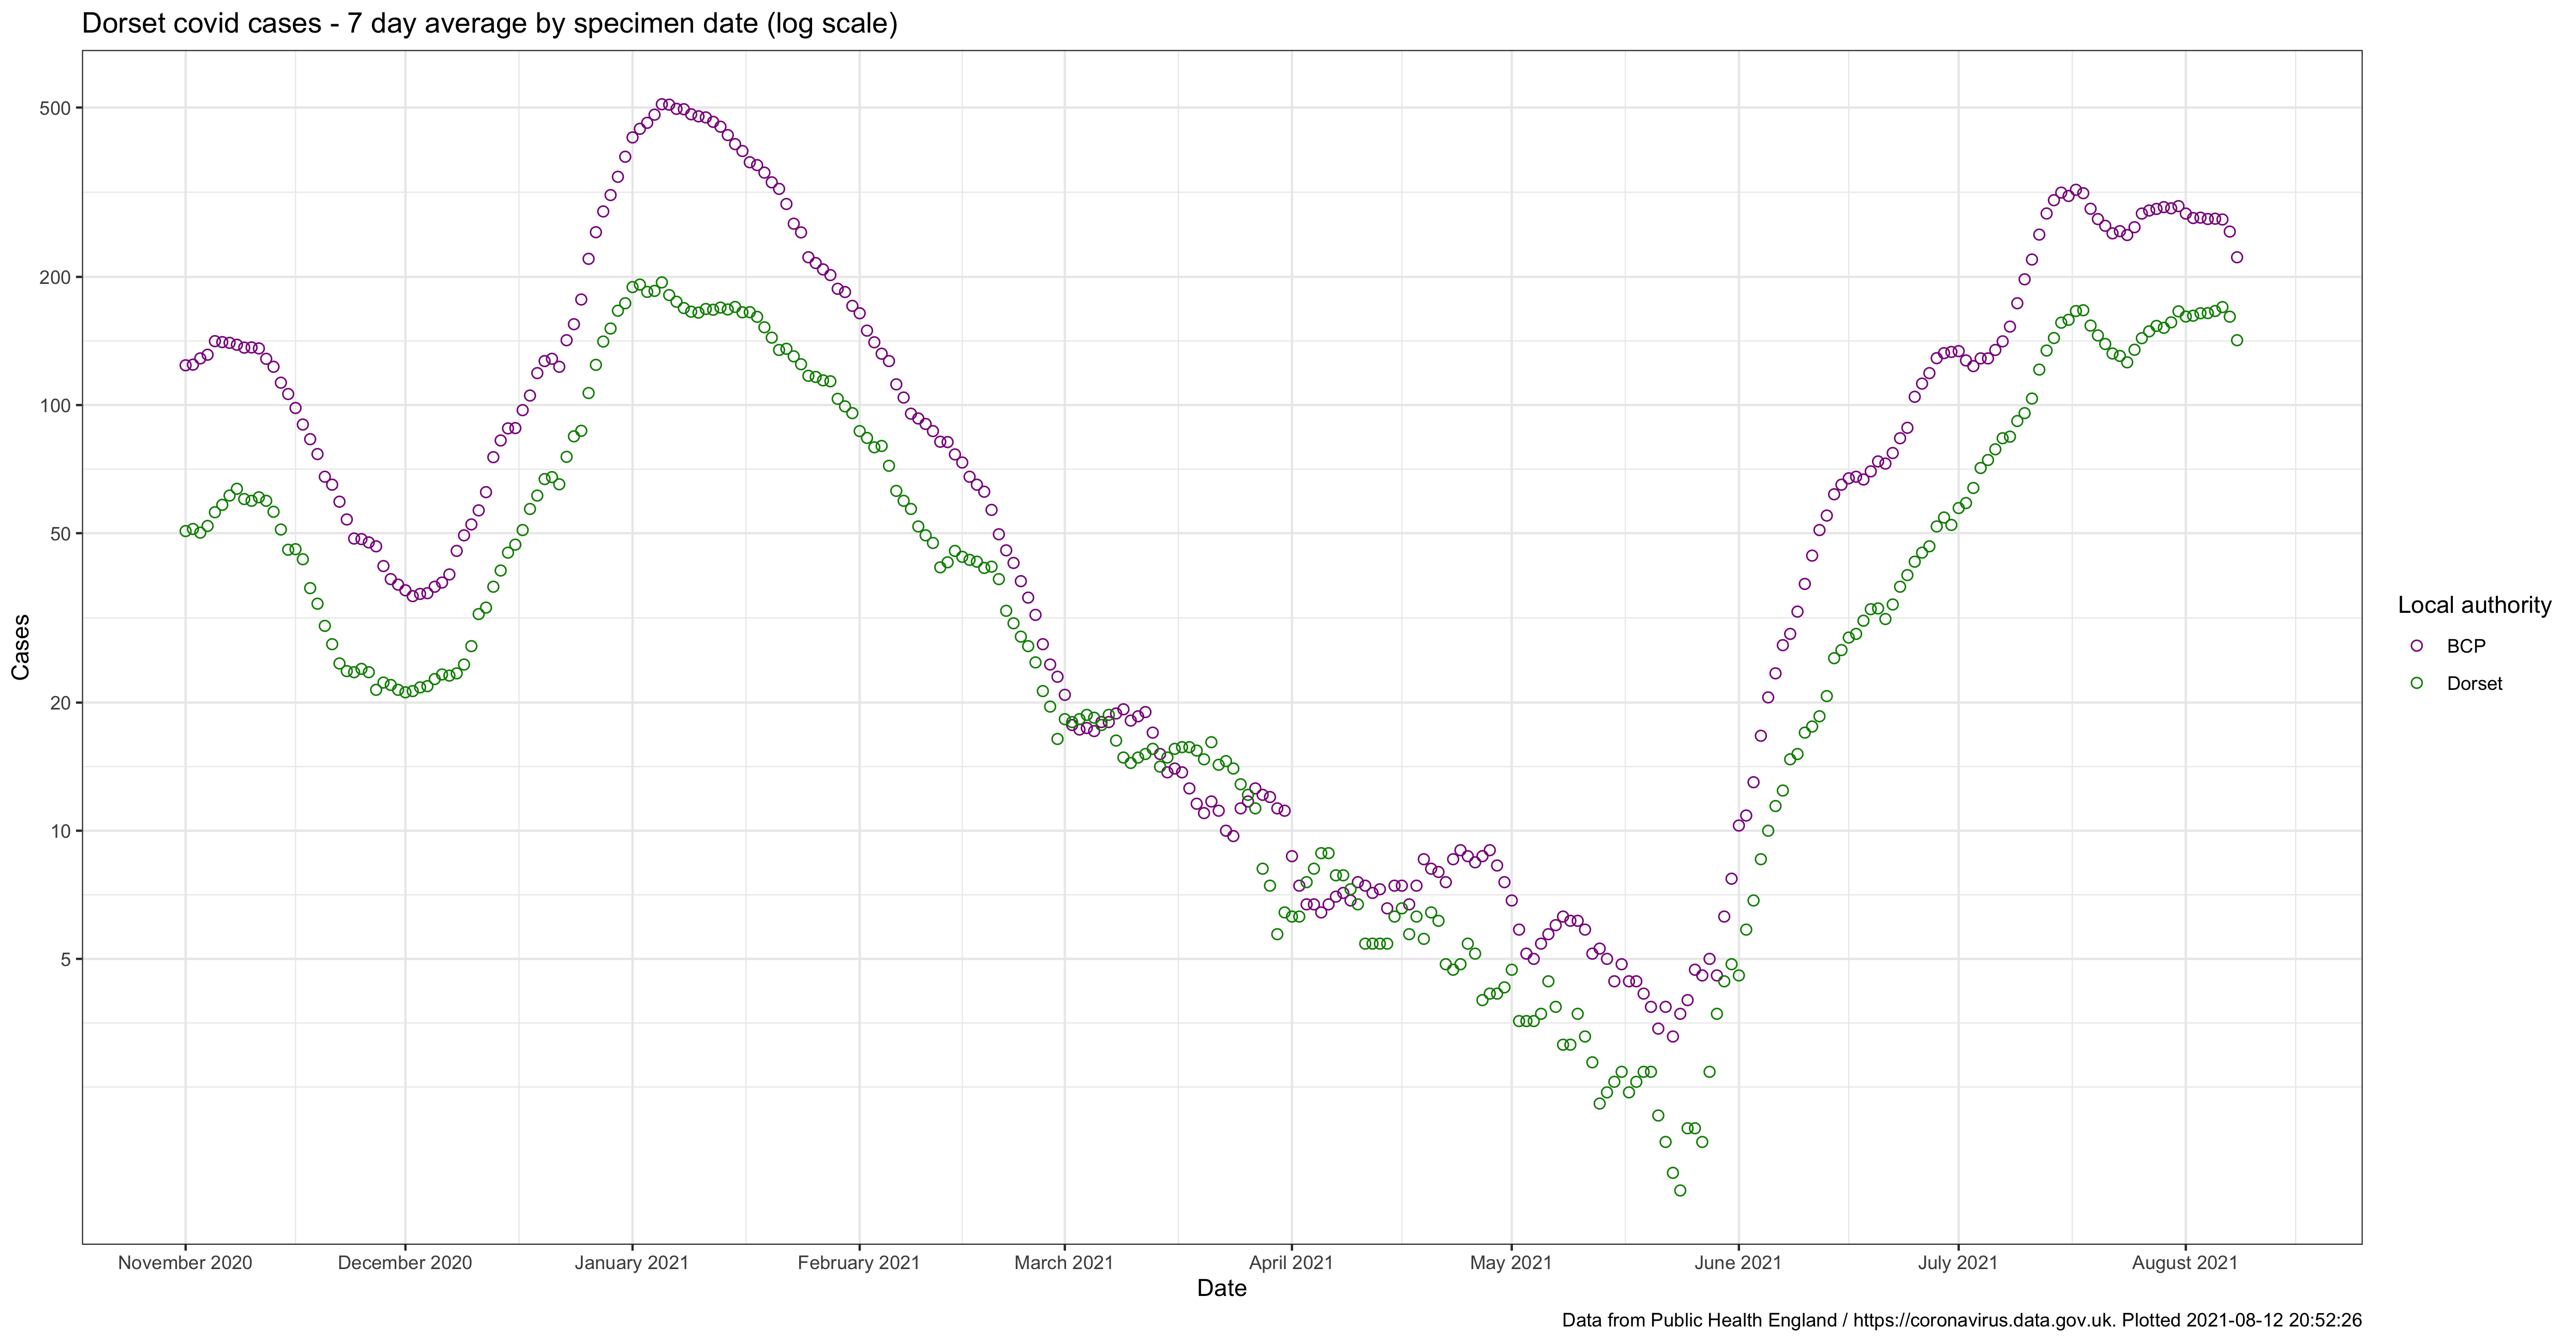 Dorset covid cases - 7 day average by specimen date (log scale)
500
200
100
50
20
10
5
Cases
November 2020
December 2020
January 2021
February 2021
March 2021
April 2021
May 2021
June 2021
July 2021
August 2021
Date
Local authority
BCP
Dorset
Data from Public Health England / https://coronavirus.data.gov.uk. Plotted 2021-08-12 20:52:26